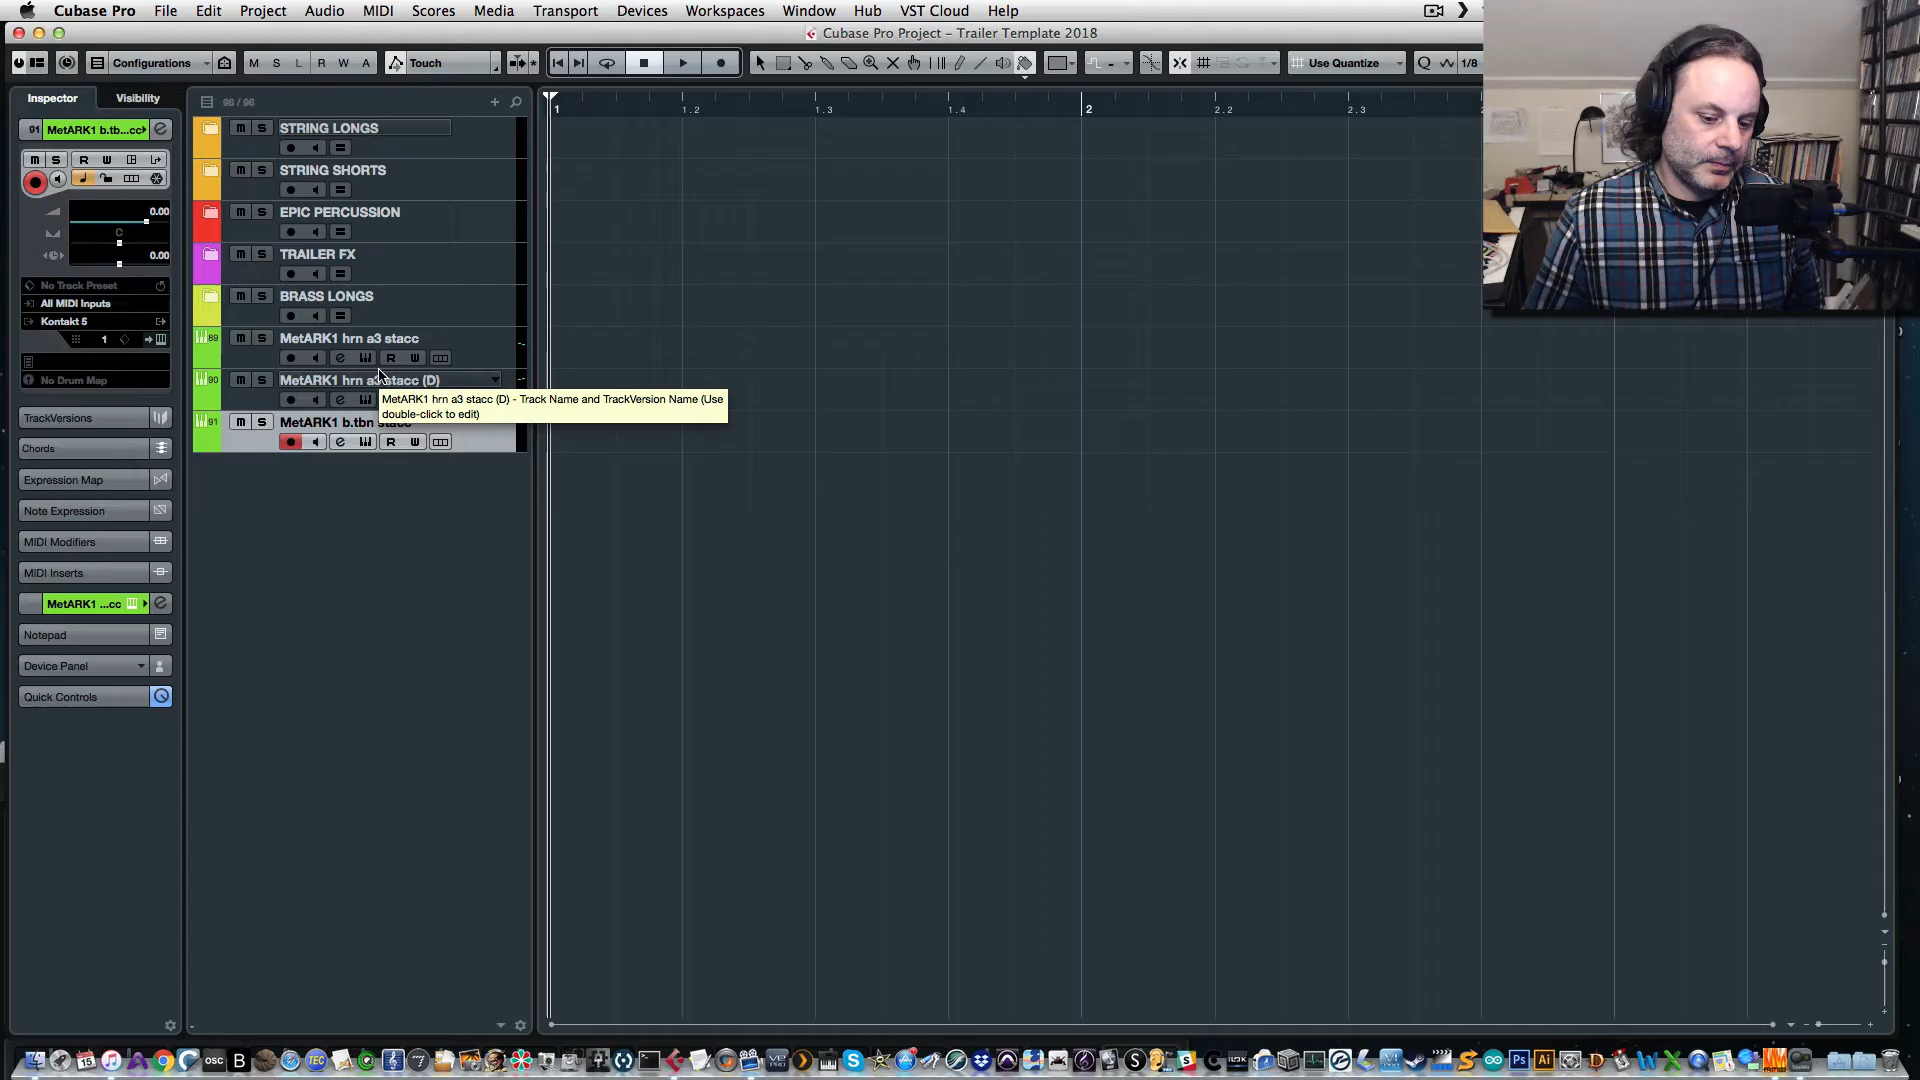 Cubase Pro File Edit Project Audio MIDI Scores Media Transport Devices Workspaces Window Hub VST Cloud Help
Cubase Pro Project – Trailer Template 2018
Configurations M S L R W A Touch Use Quantize Q 1/8
Inspector Visibility 96 / 96
1 1.2 1.3 1.4 2 2.2 2.3
91 MetARK1 b.tb...cc
M S R W
0.00
C
0.00
No Track Preset
All MIDI Inputs
Kontakt 5
1
No Drum Map
TrackVersions
Chords
Expression Map
Note Expression
MIDI Modifiers
MIDI Inserts
MetARK1 ...cc
Notepad
Device Panel
Quick Controls
M S STRING LONGS
M S STRING SHORTS
M S EPIC PERCUSSION
M S TRAILER FX
M S BRASS LONGS
89 M S MetARK1 hrn a3 stacc
R W
90 M S MetARK1 hrn a3 stacc (D)
91 M S MetARK1 b.tbn stacc
R W
MetARK1 hrn a3 stacc (D) - Track Name and TrackVersion Name (Use
double-click to edit)